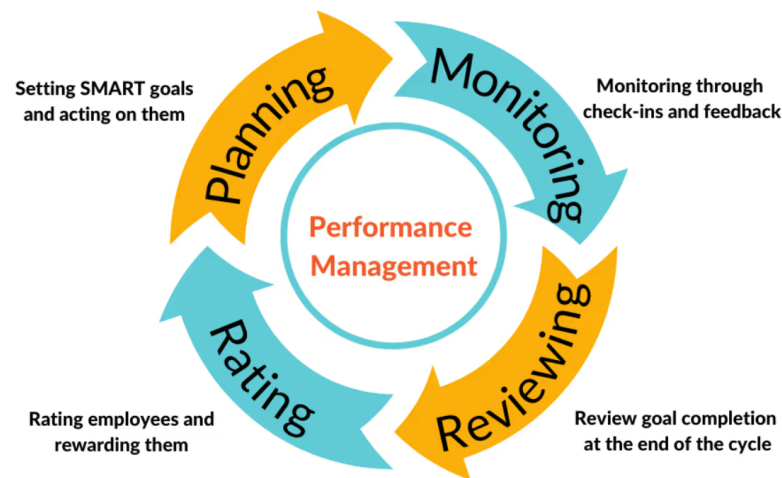 Setting SMART goals
and acting on them
Planning
Monitoring
Monitoring through
check-ins and feedback
Performance
Management
Rating
Reviewing
Rating employees and
rewarding them
Review goal completion
at the end of the cycle